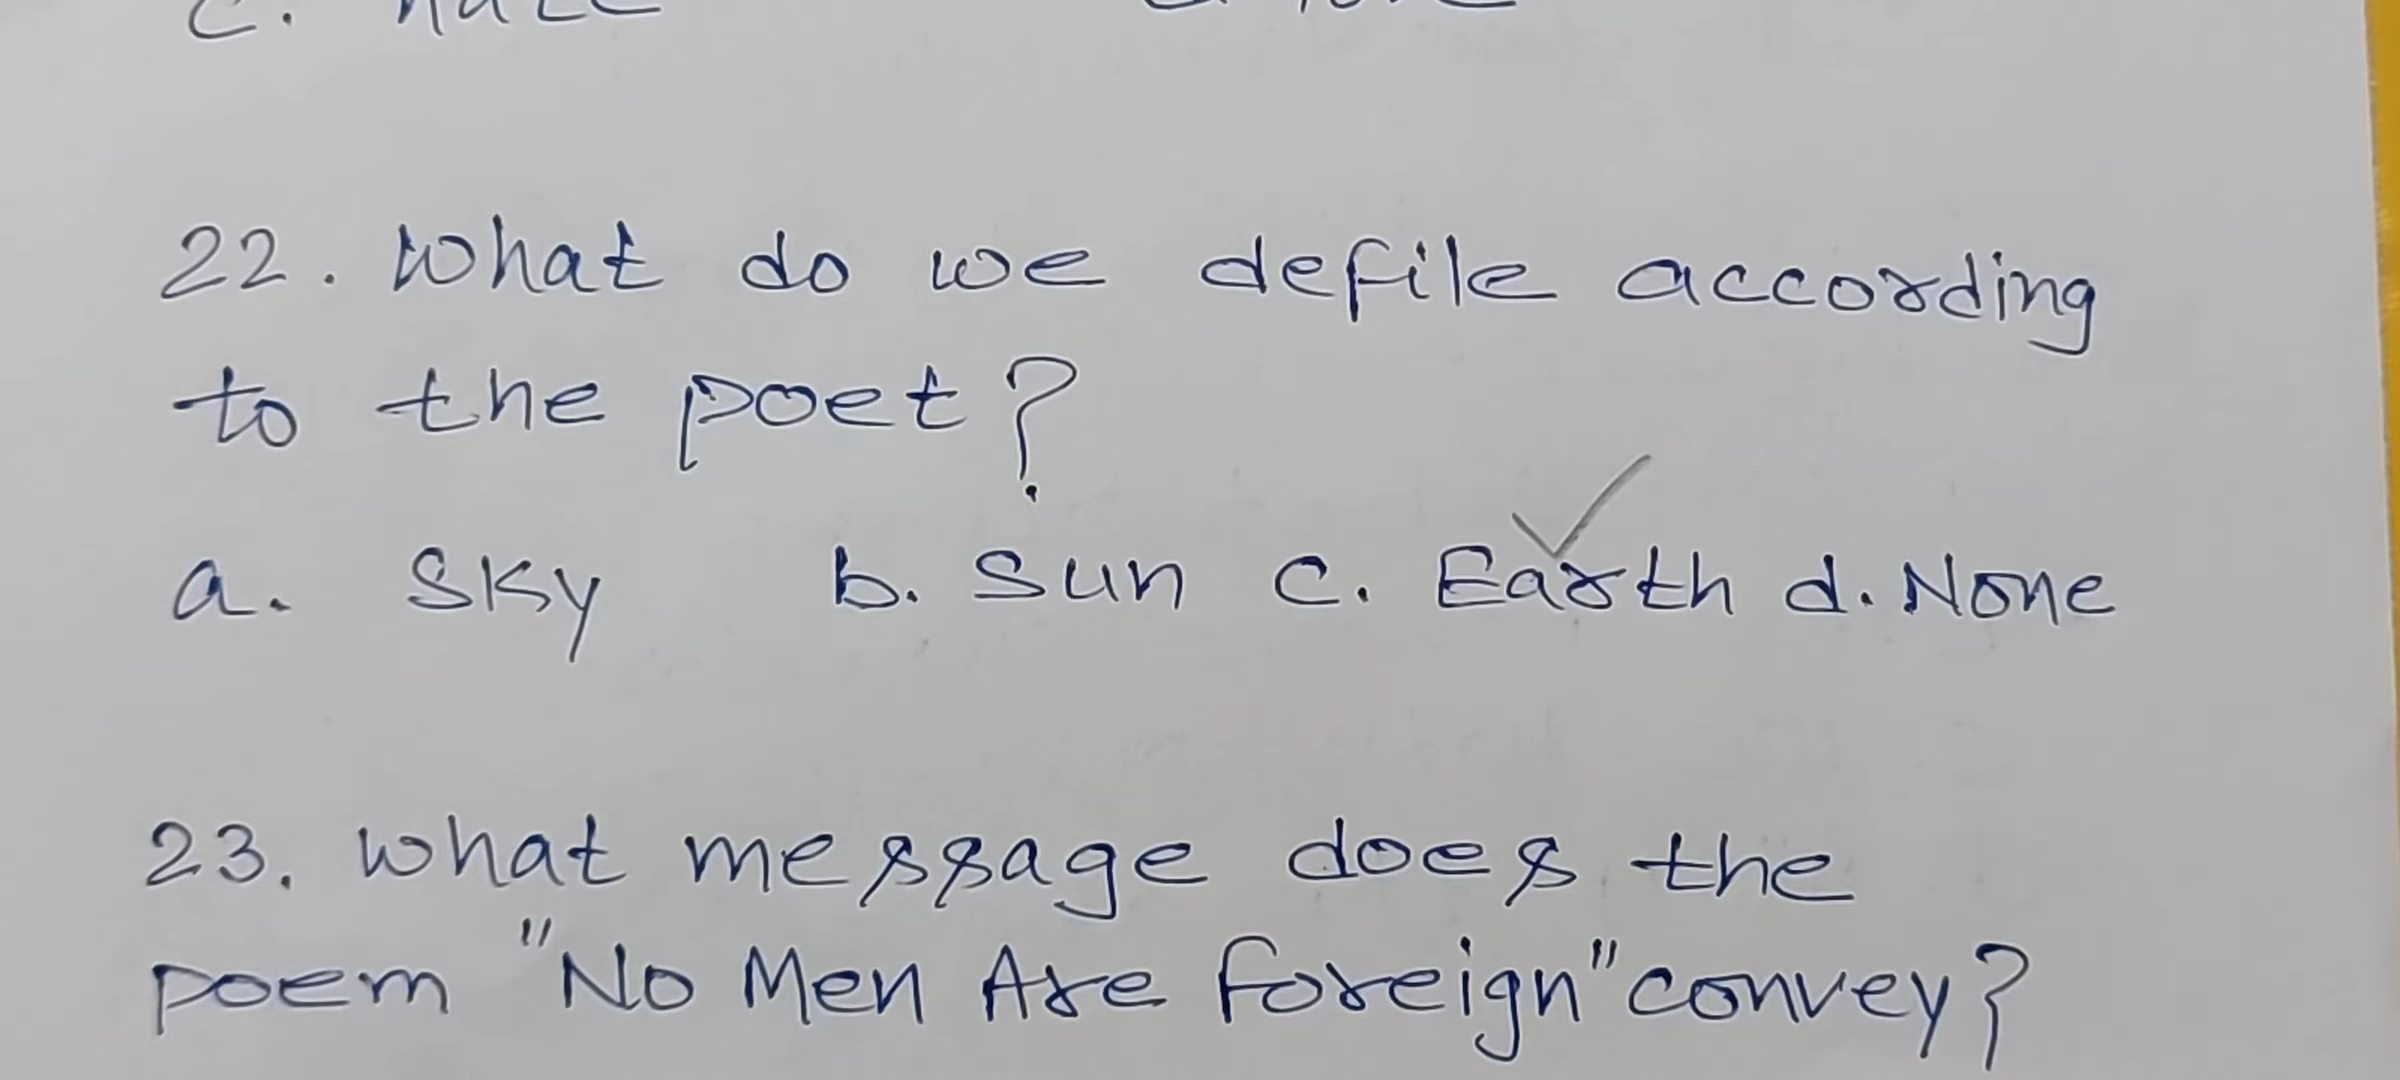 22. What do we defile according
to the poet?
a. Sky b. Sun c. Earth d. None
23. What message does the
poem "No Men Are Foreign" convey?